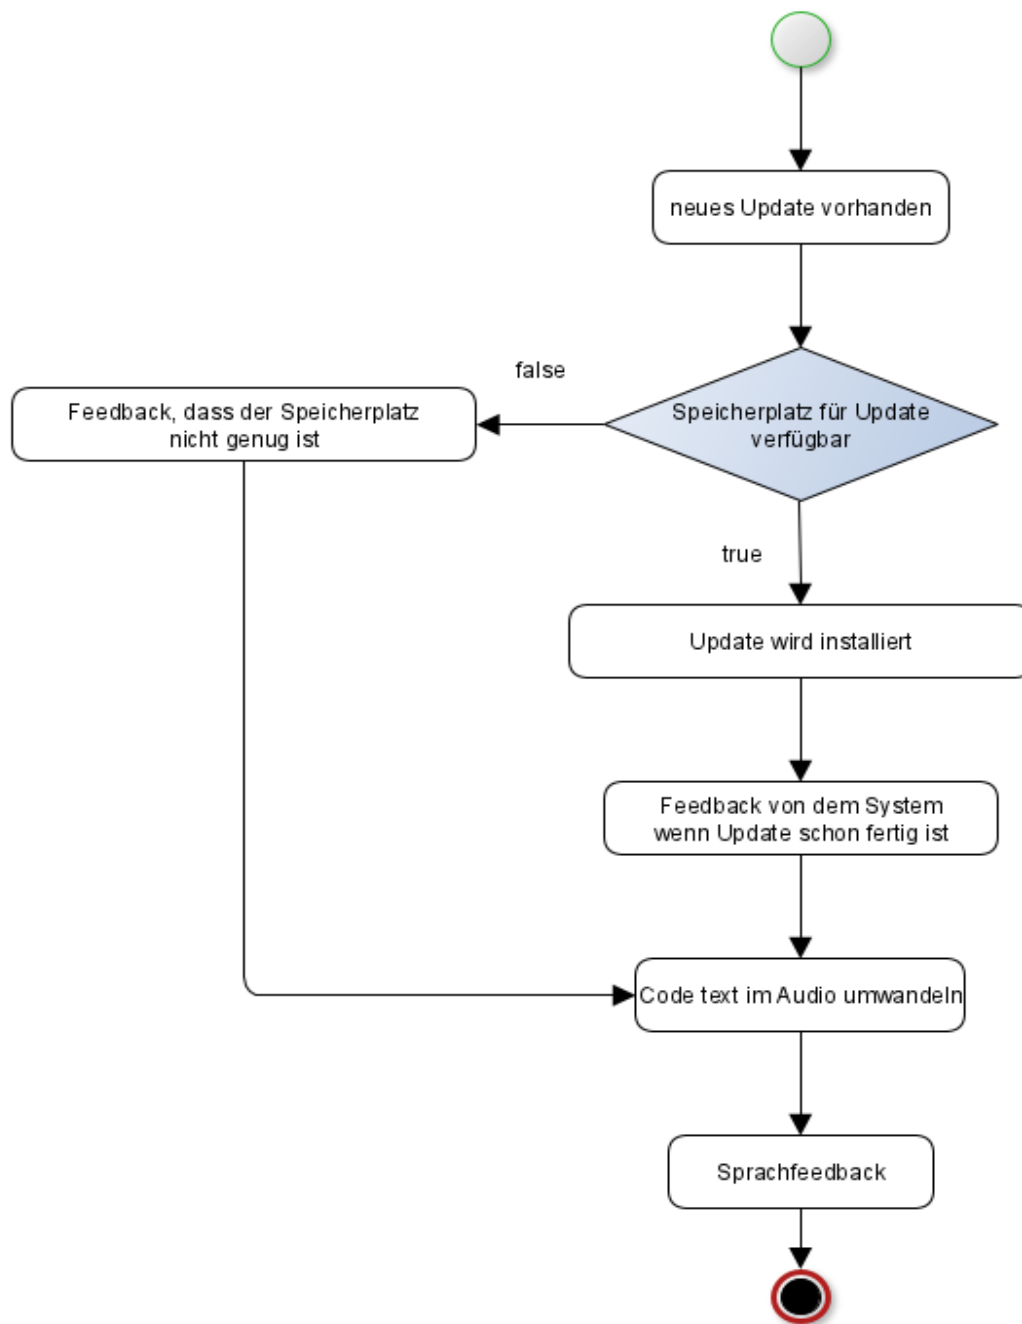 neues Update vorhanden
false
Speicherplatz für Update
verfügbar
Feedback, dass der Speicherplatz
nicht genug ist
true
Update wird installiert
Feedback von dem System
wenn Update schon fertig ist
Code text im Audio umwandeln
Sprachfeedback